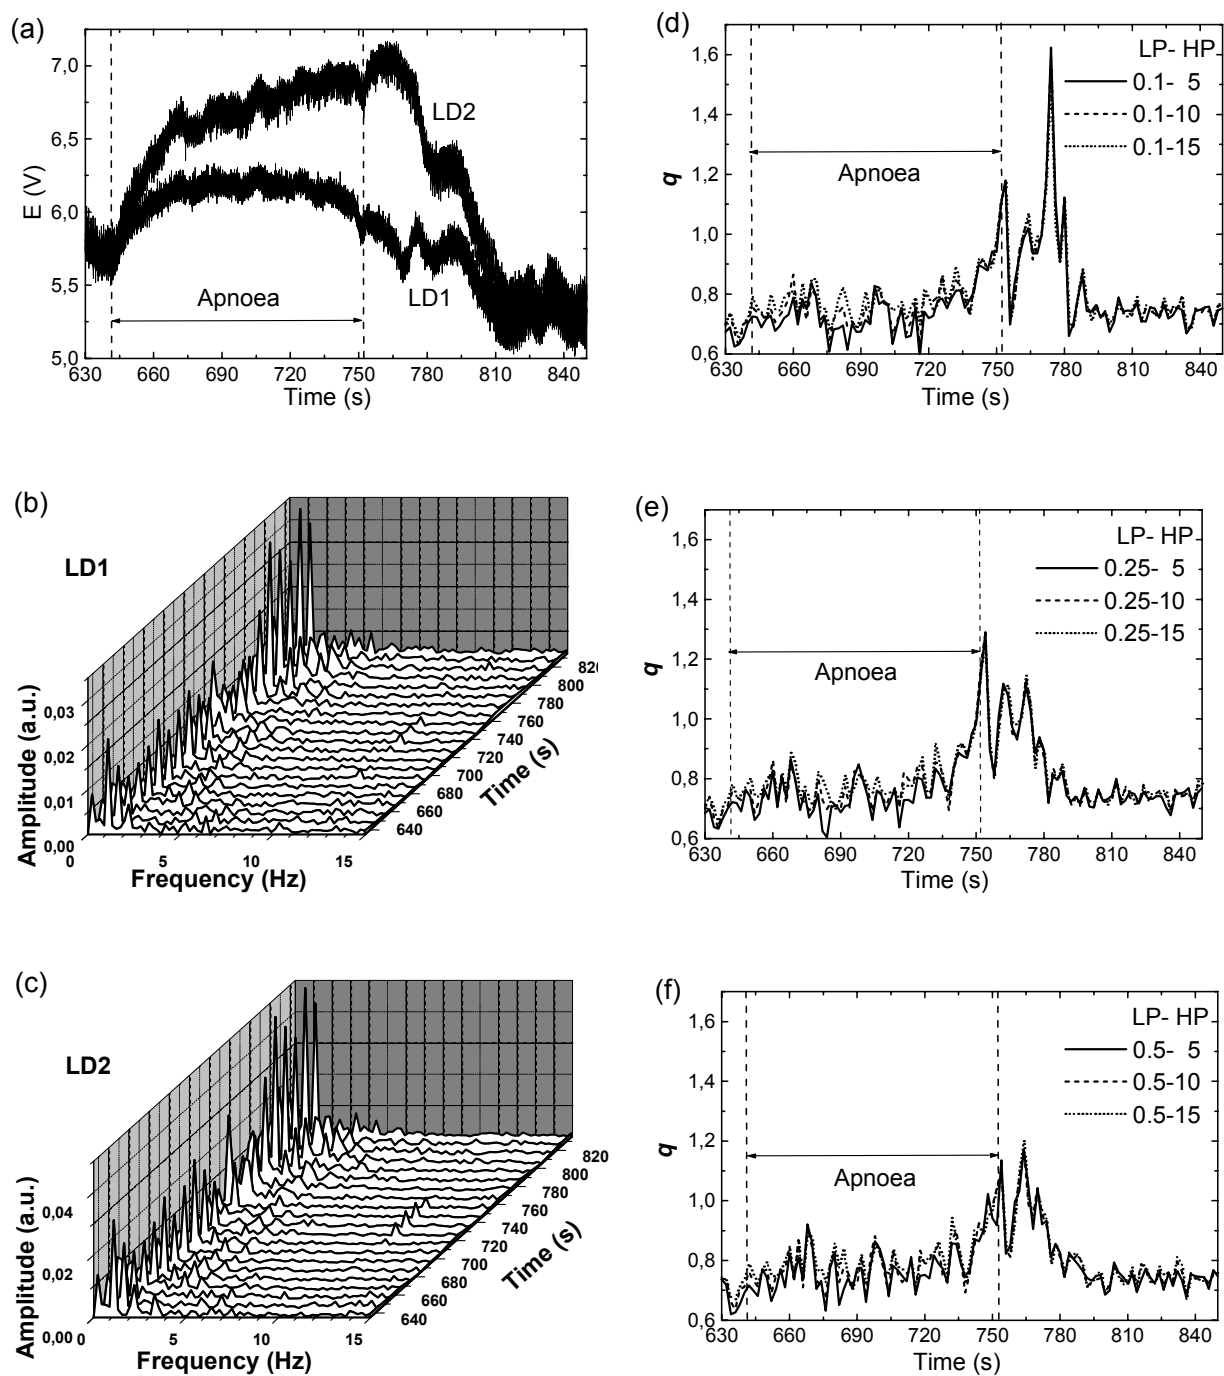 (a)
E (V)
7,0
6,5
6,0
5,5
5,0
LD2
LD1
Apnoea
630 660 690 720 750 780 810 840
Time (s)
(d)
q
1,6
1,4
1,2
1,0
0,8
0,6
LP- HP
0.1- 5
0.1-10
0.1-15
Apnoea
630 660 690 720 750 780 810 840
Time (s)
(b)
LD1
Amplitude (a.u.)
0,03
0,02
0,01
0,00
0 5 10 15
Frequency (Hz)
640
660
680
700
720
740
760
780
800
820
Time (s)
(e)
q
1,6
1,4
1,2
1,0
0,8
0,6
LP- HP
0.25- 5
0.25-10
0.25-15
Apnoea
630 660 690 720 750 780 810 840
Time (s)
(c)
LD2
Amplitude (a.u.)
0,04
0,02
0,00
0 5 10 15
Frequency (Hz)
640
660
680
700
720
740
760
780
800
820
Time (s)
(f)
q
1,6
1,4
1,2
1,0
0,8
0,6
LP- HP
0.5- 5
0.5-10
0.5-15
Apnoea
630 660 690 720 750 780 810 840
Time (s)